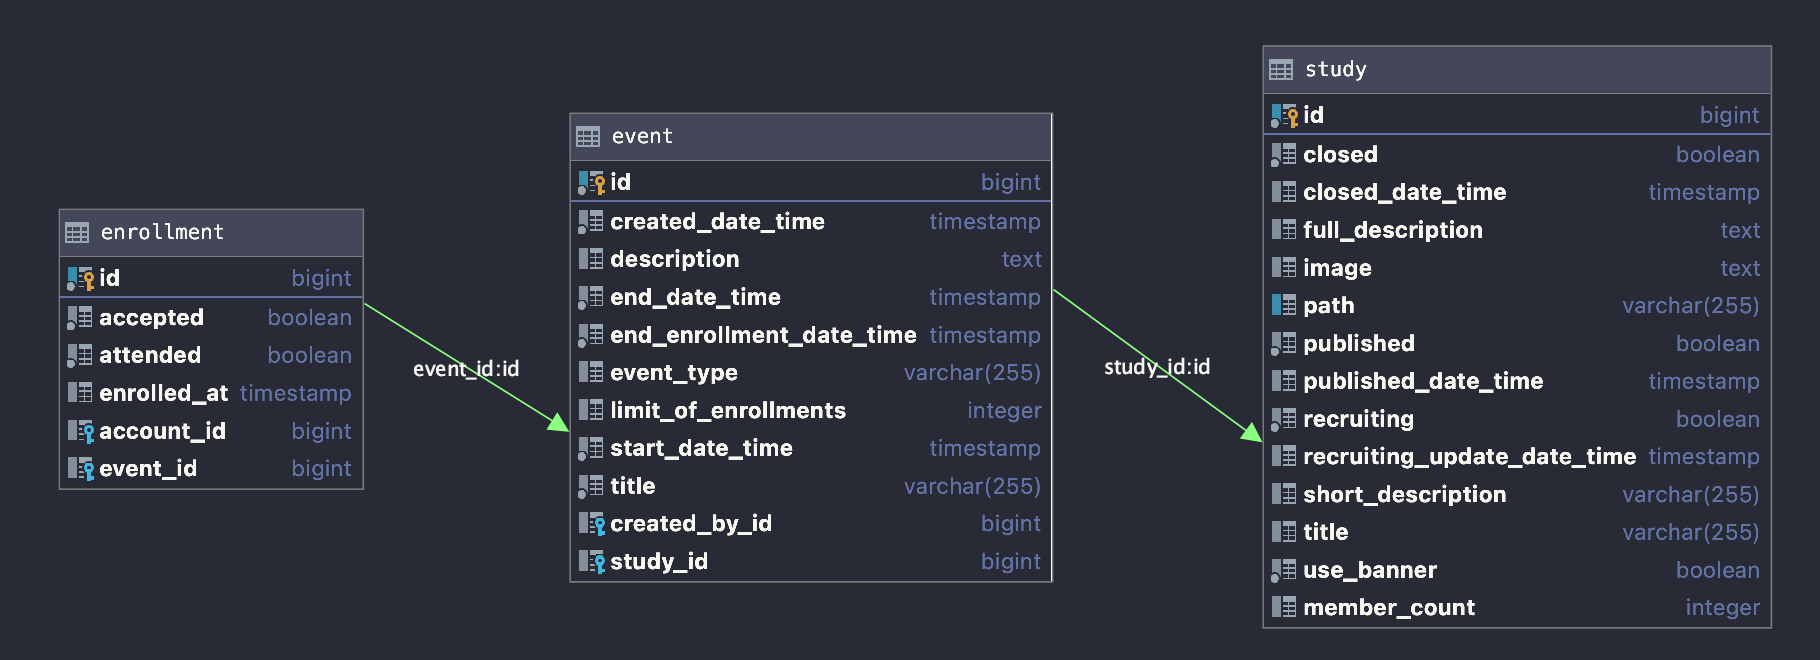 enrollment
id bigint
accepted boolean
attended boolean
enrolled_at timestamp
account_id bigint
event_id bigint
event_id:id
event
id bigint
created_date_time timestamp
description text
end_date_time timestamp
end_enrollment_date_time timestamp
event_type varchar(255)
limit_of_enrollments integer
start_date_time timestamp
title varchar(255)
created_by_id bigint
study_id bigint
study_id:id
study
id bigint
closed boolean
closed_date_time timestamp
full_description text
image text
path varchar(255)
published boolean
published_date_time timestamp
recruiting boolean
recruiting_update_date_time timestamp
short_description varchar(255)
title varchar(255)
use_banner boolean
member_count integer